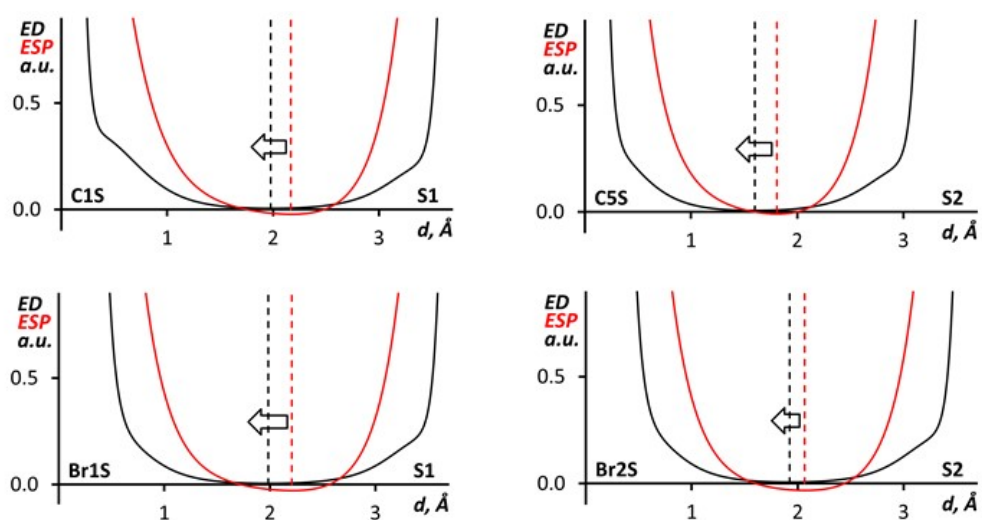 ED
ESP
a.u.
0.5
0.0
C1S
S1
1
2
3
d, Å
ED
ESP
a.u.
0.5
0.0
C5S
S2
1
2
3
d, Å
ED
ESP
a.u.
0.5
0.0
Br1S
S1
1
2
3
d, Å
ED
ESP
a.u.
0.5
0.0
Br2S
S2
1
2
3
d, Å